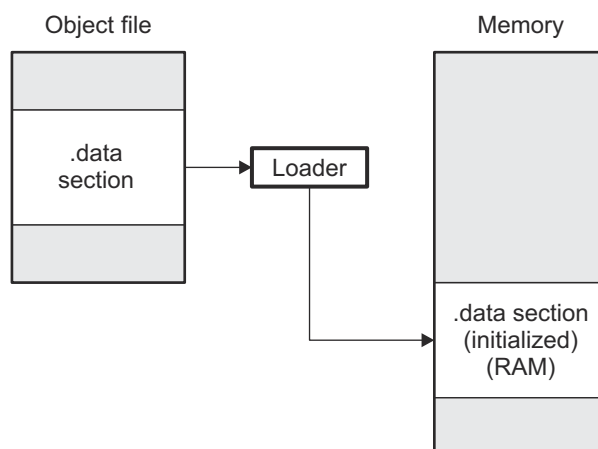 Object file
Memory
.data
section
Loader
.data section
(initialized)
(RAM)